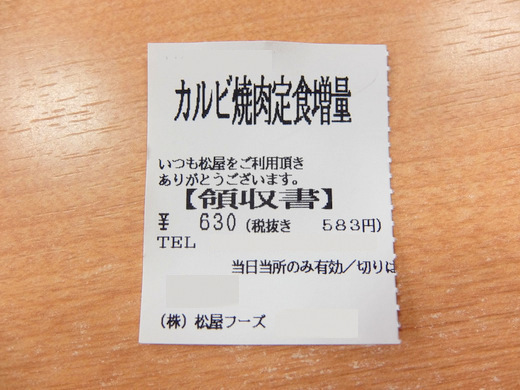 カルビ焼肉定食増量
いつも松屋をご利用頂き
ありがとうございます。
【領収書】
¥ 630(税抜き 583円)
TEL
当日当所のみ有効/切りは
(株)松屋フーズ